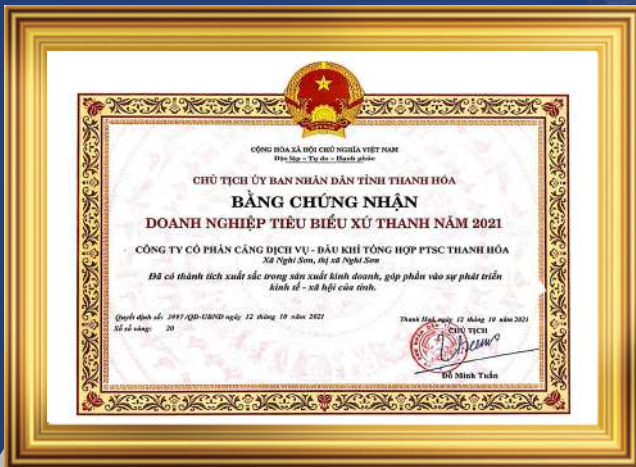 CỘNG HÒA XÃ HỘI CHỦ NGHĨA VIỆT NAM
Độc lập - Tự do - Hạnh phúc
CHỦ TỊCH ỦY BAN NHÂN DÂN TỈNH THANH HÓA
BẰNG CHỨNG NHẬN
DOANH NGHIỆP TIÊU BIỂU XỨ THANH NĂM 2021
CÔNG TY CỔ PHẦN CẢNG DỊCH VỤ - DẦU KHÍ TỔNG HỢP PTSC THANH HÓA
Xã Nghi Sơn, thị xã Nghi Sơn
Đã có thành tích xuất sắc trong sản xuất kinh doanh, góp phần vào sự phát triển
kinh tế - xã hội của tỉnh.
Quyết định số: 3997/QĐ-UBND ngày 12 tháng 10 năm 2021
Thanh Hoá, ngày 12 tháng 10 năm 2021
Số sổ vàng: 20
CHỦ TỊCH
Đỗ Minh Tuấn